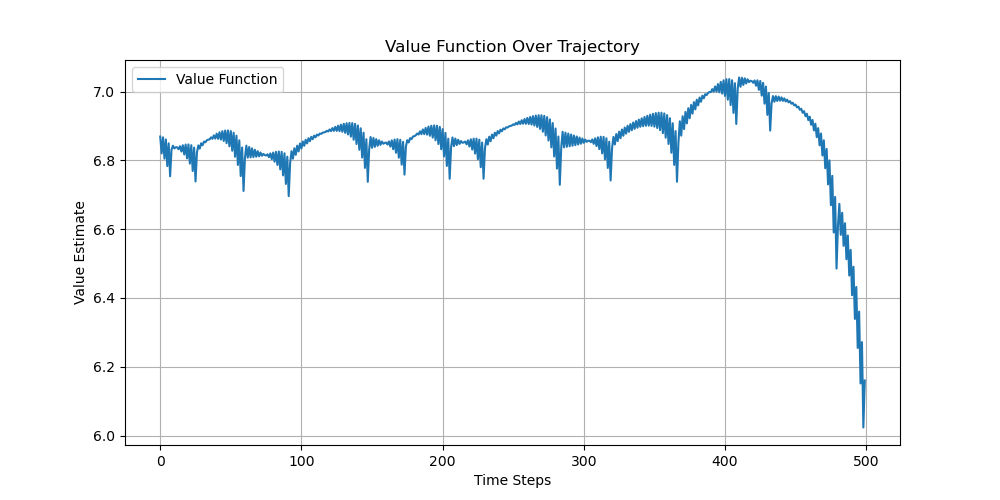 Value Function Over Trajectory
Value Function
7.0
6.8
6.6
6.4
6.2
6.0
Value Estimate
0 100 200 300 400 500
Time Steps